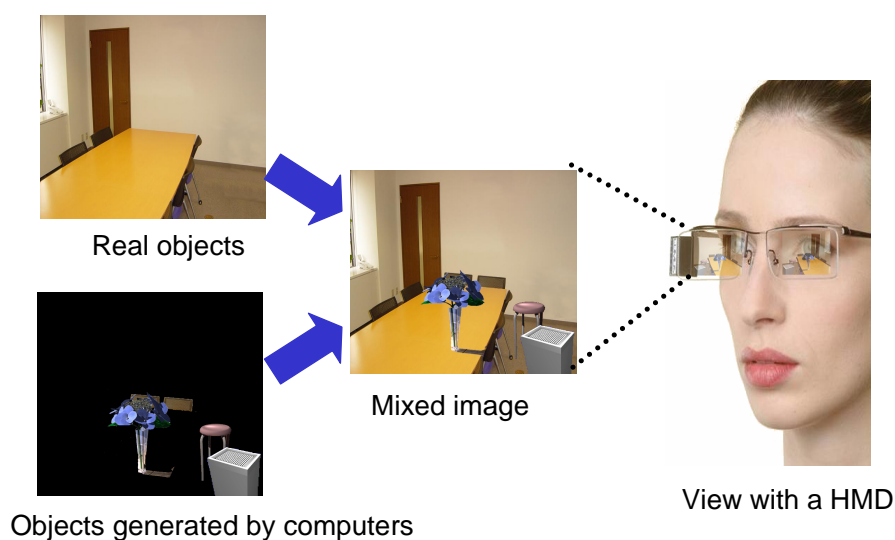 Real objects
Mixed image
Objects generated by computers
View with a HMD